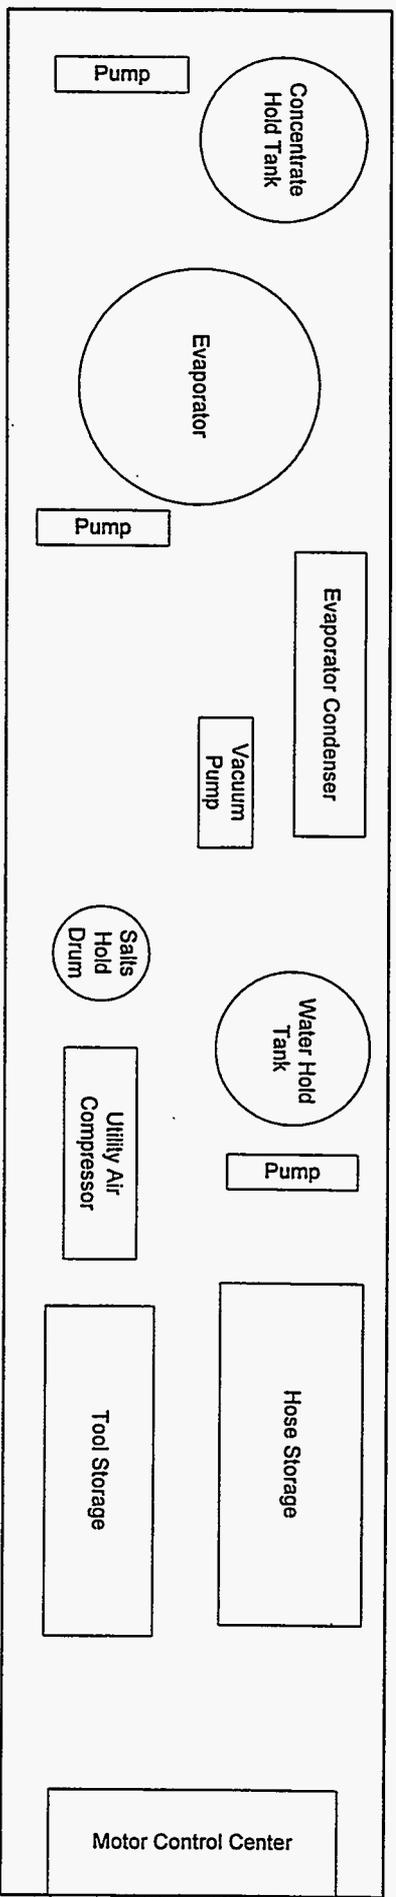 Pump
Concentrate
Hold Tank
Evaporator
Pump
Evaporator Condenser
Vacuum
Pump
Salts
Hold
Drum
Water Hold
Tank
Utility Air
Compressor
Pump
Hose Storage
Tool Storage
Motor Control Center